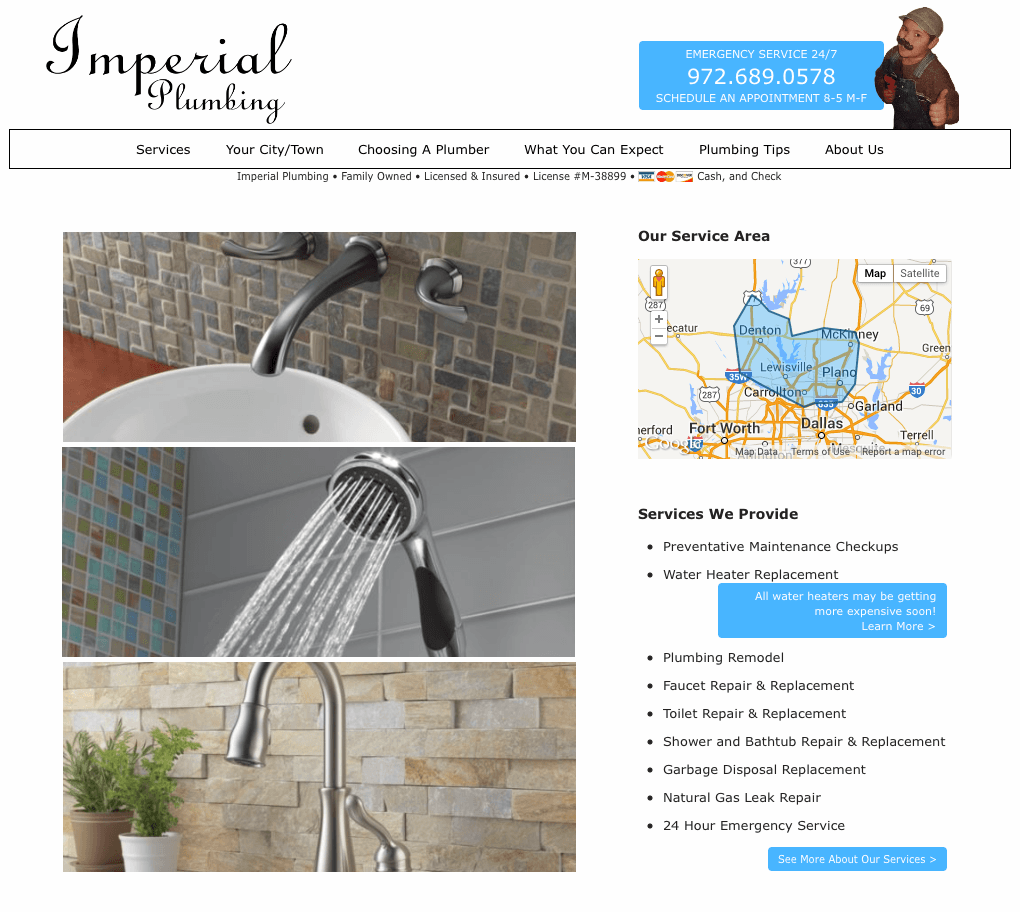 Imperial
Plumbing
EMERGENCY SERVICE 24/7
972.689.0578
SCHEDULE AN APPOINTMENT 8-5 M-F
Services Your City/Town Choosing A Plumber What You Can Expect Plumbing Tips About Us
Imperial Plumbing • Family Owned • Licensed & Insured • License #M-38899 • VISA Cash, and Check
Our Service Area
377
Map Satellite
287
69
ecatur
Denton
McKinney
Green
Lewisville
35W
Plano
30
287
Carrollton
635
Garland
Fort Worth
Dallas
herford
Terrell
Google
Arlington
Mesquite
Map Data Terms of Use Report a map error
Services We Provide
• Preventative Maintenance Checkups
• Water Heater Replacement
All water heaters may be getting
more expensive soon!
Learn More >
• Plumbing Remodel
• Faucet Repair & Replacement
• Toilet Repair & Replacement
• Shower and Bathtub Repair & Replacement
• Garbage Disposal Replacement
• Natural Gas Leak Repair
• 24 Hour Emergency Service
See More About Our Services >